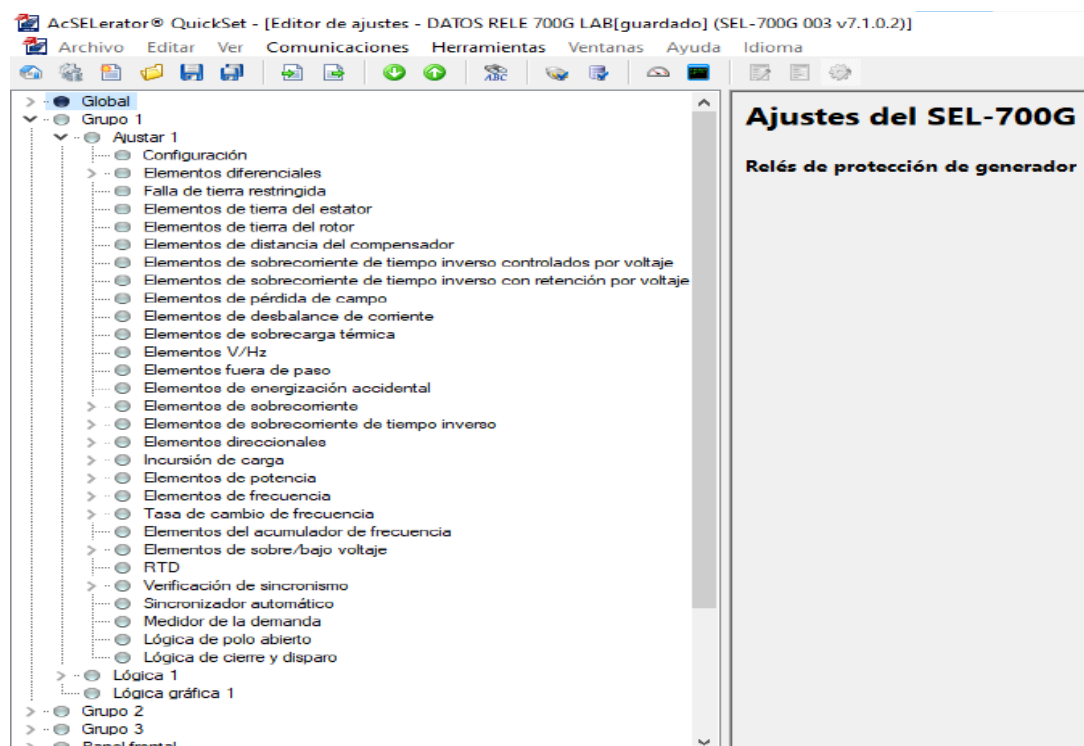 AcSELerator® QuickSet - [Editor de ajustes - DATOS RELE 700G LAB[guardado] (SEL-700G 003 v7.1.0.2)]
Archivo Editar Ver Comunicaciones Herramientas Ventanas Ayuda Idioma
ABC
Global
Grupo 1
Ajustar 1
Configuración
Elementos diferenciales
Falla de tierra restringida
Elementos de tierra del estator
Elementos de tierra del rotor
Elementos de distancia del compensador
Elementos de sobrecorriente de tiempo inverso controlados por voltaje
Elementos de sobrecorriente de tiempo inverso con retención por voltaje
Elementos de pérdida de campo
Elementos de desbalance de corriente
Elementos de sobrecarga térmica
Elementos V/Hz
Elementos fuera de paso
Elementos de energización accidental
Elementos de sobrecorriente
Elementos de sobrecorriente de tiempo inverso
Elementos direccionales
Incursión de carga
Elementos de potencia
Elementos de frecuencia
Tasa de cambio de frecuencia
Elementos del acumulador de frecuencia
Elementos de sobre/bajo voltaje
RTD
Verificación de sincronismo
Sincronizador automático
Medidor de la demanda
Lógica de polo abierto
Lógica de cierre y disparo
Lógica 1
Lógica gráfica 1
Grupo 2
Grupo 3
Panel frontal
Ajustes del SEL-700G
Relés de protección de generador